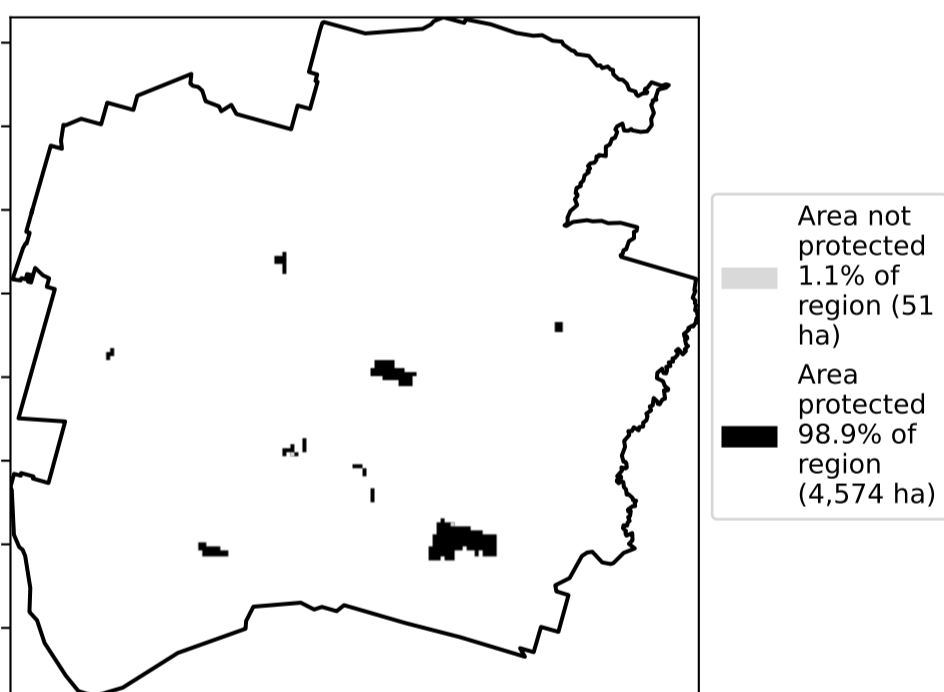 Area not
protected
1.1% of
region (51
ha)
Area
protected
98.9% of
region
(4,574 ha)